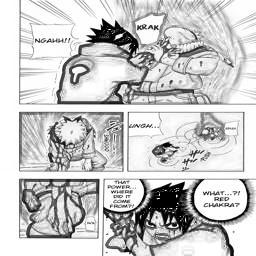 NGAHH!!
KRAK
UNGH...
THAT
POWER...
WHERE
DID IT
COME
FROM?!
WHAT...?!
RED
CHAKRA?